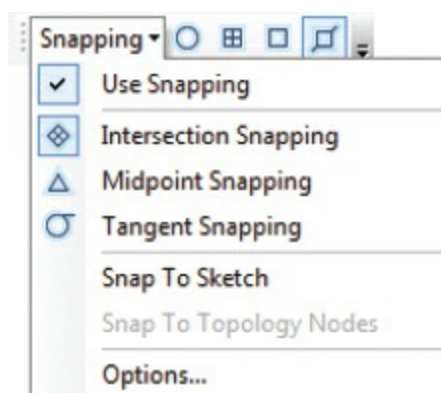 Snapping
Use Snapping
Intersection Snapping
Midpoint Snapping
Tangent Snapping
Snap To Sketch
Snap To Topology Nodes
Options...